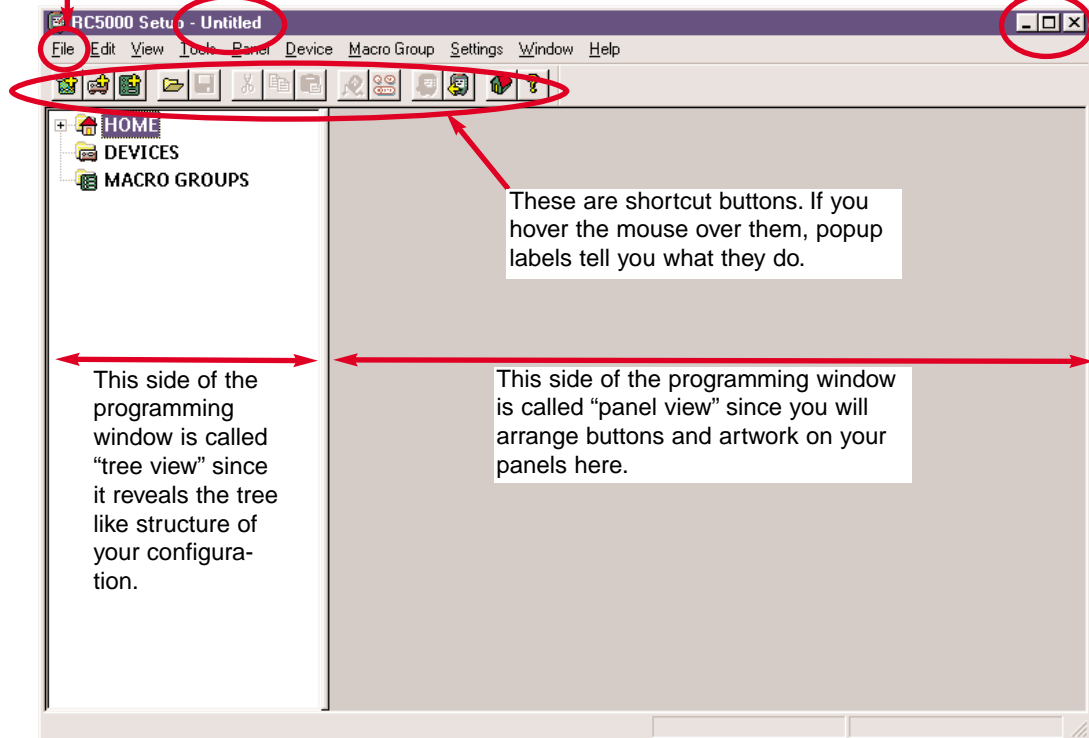 RC5000 Setup - Untitled
File Edit View Tools Panel Device Macro Group Settings Window Help
HOME
DEVICES
MACRO GROUPS
These are shortcut buttons. If you
hover the mouse over them, popup
labels tell you what they do.
This side of the
programming
window is called
“tree view” since
it reveals the tree
like structure of
your configura-
tion.
This side of the programming window
is called “panel view” since you will
arrange buttons and artwork on your
panels here.